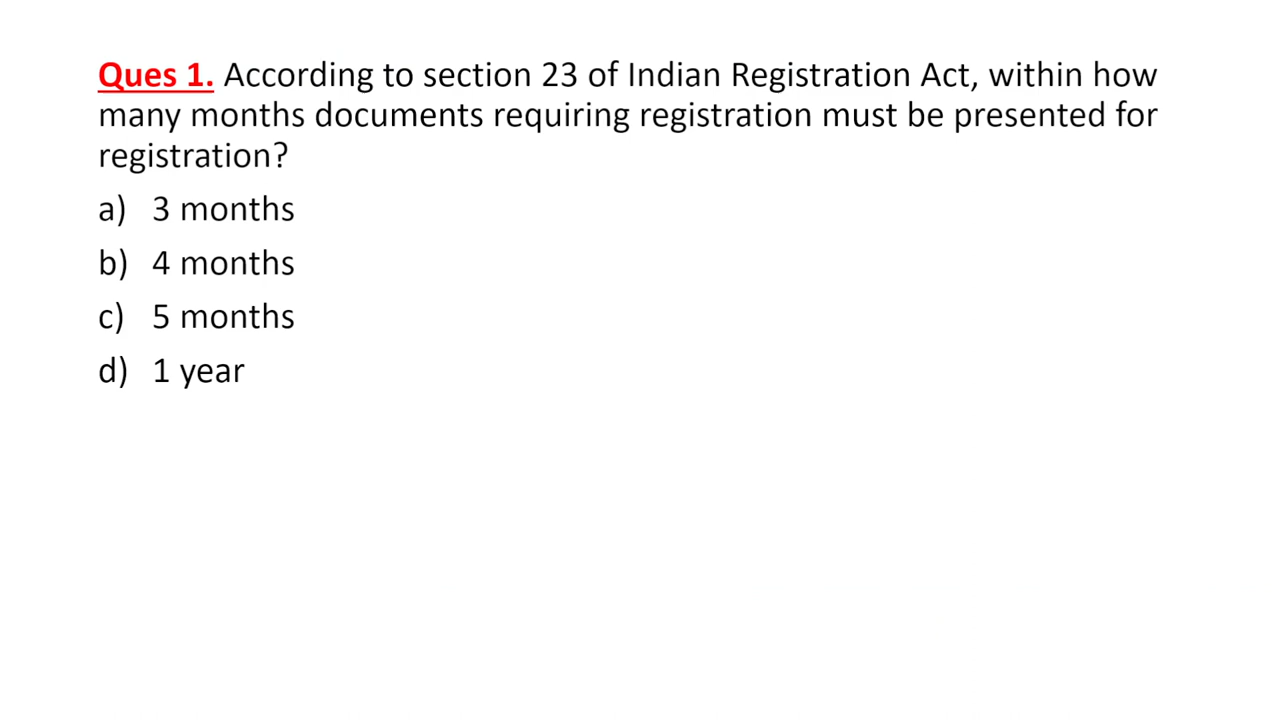 Ques 1. According to section 23 of Indian Registration Act, within how
many months documents requiring registration must be presented for
registration?
a) 3 months
b) 4 months
c) 5 months
d) 1 year